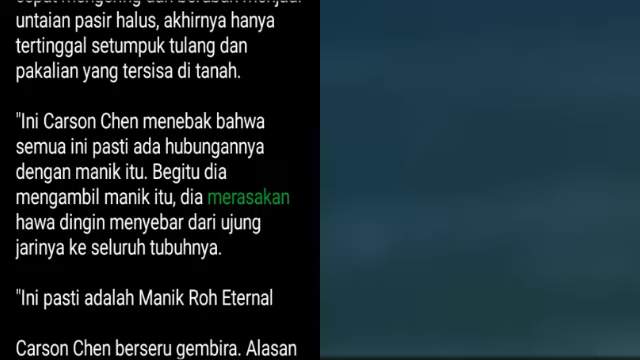 untaian pasir halus, akhirnya hanya
tertinggal setumpuk tulang dan
pakalian yang tersisa di tanah.
"Ini Carson Chen menebak bahwa
semua ini pasti ada hubungannya
dengan manik itu. Begitu dia
mengambil manik itu, dia merasakan
hawa dingin menyebar dari ujung
jarinya ke seluruh tubuhnya.
"Ini pasti adalah Manik Roh Eternal
Carson Chen berseru gembira. Alasan